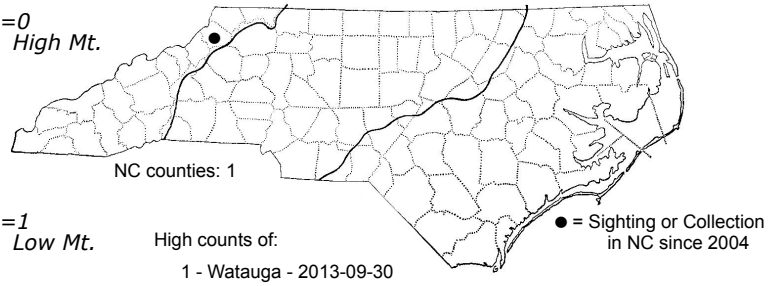 =0
High Mt.
NC counties: 1
=1
Low Mt.
High counts of:
1 - Watauga - 2013-09-30
● = Sighting or Collection
in NC since 2004